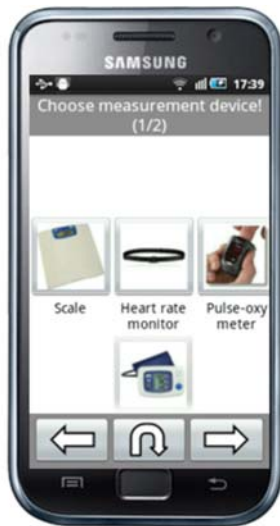 SAMSUNG
17:39
Choose measurement device!
(1/2)
Scale
Heart rate
monitor
Pulse-oxy
meter